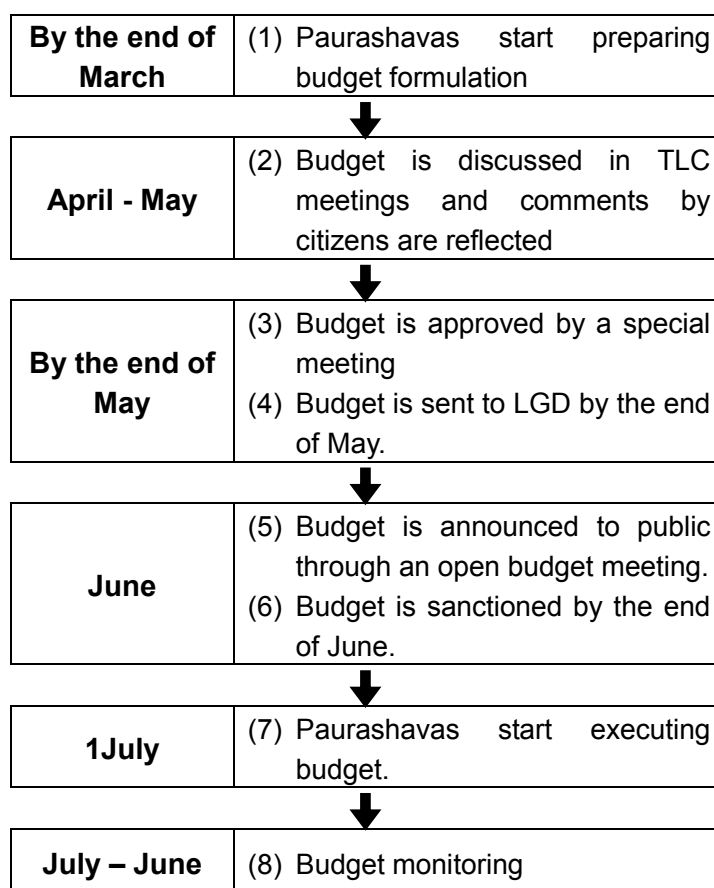 By the end of
March
(1) Paurashavas start preparing
budget formulation
April - May
(2) Budget is discussed in TLC
meetings and comments by
citizens are reflected
By the end of
May
(3) Budget is approved by a special
meeting
(4) Budget is sent to LGD by the end
of May.
June
(5) Budget is announced to public
through an open budget meeting.
(6) Budget is sanctioned by the end
of June.
1July
(7) Paurashavas start executing
budget.
July – June
(8) Budget monitoring